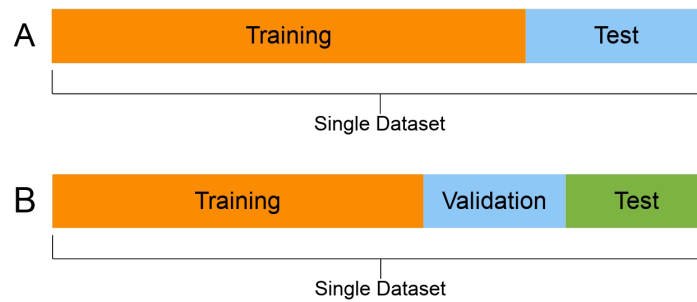 A Training Test
Single Dataset
B Training Validation Test
Single Dataset